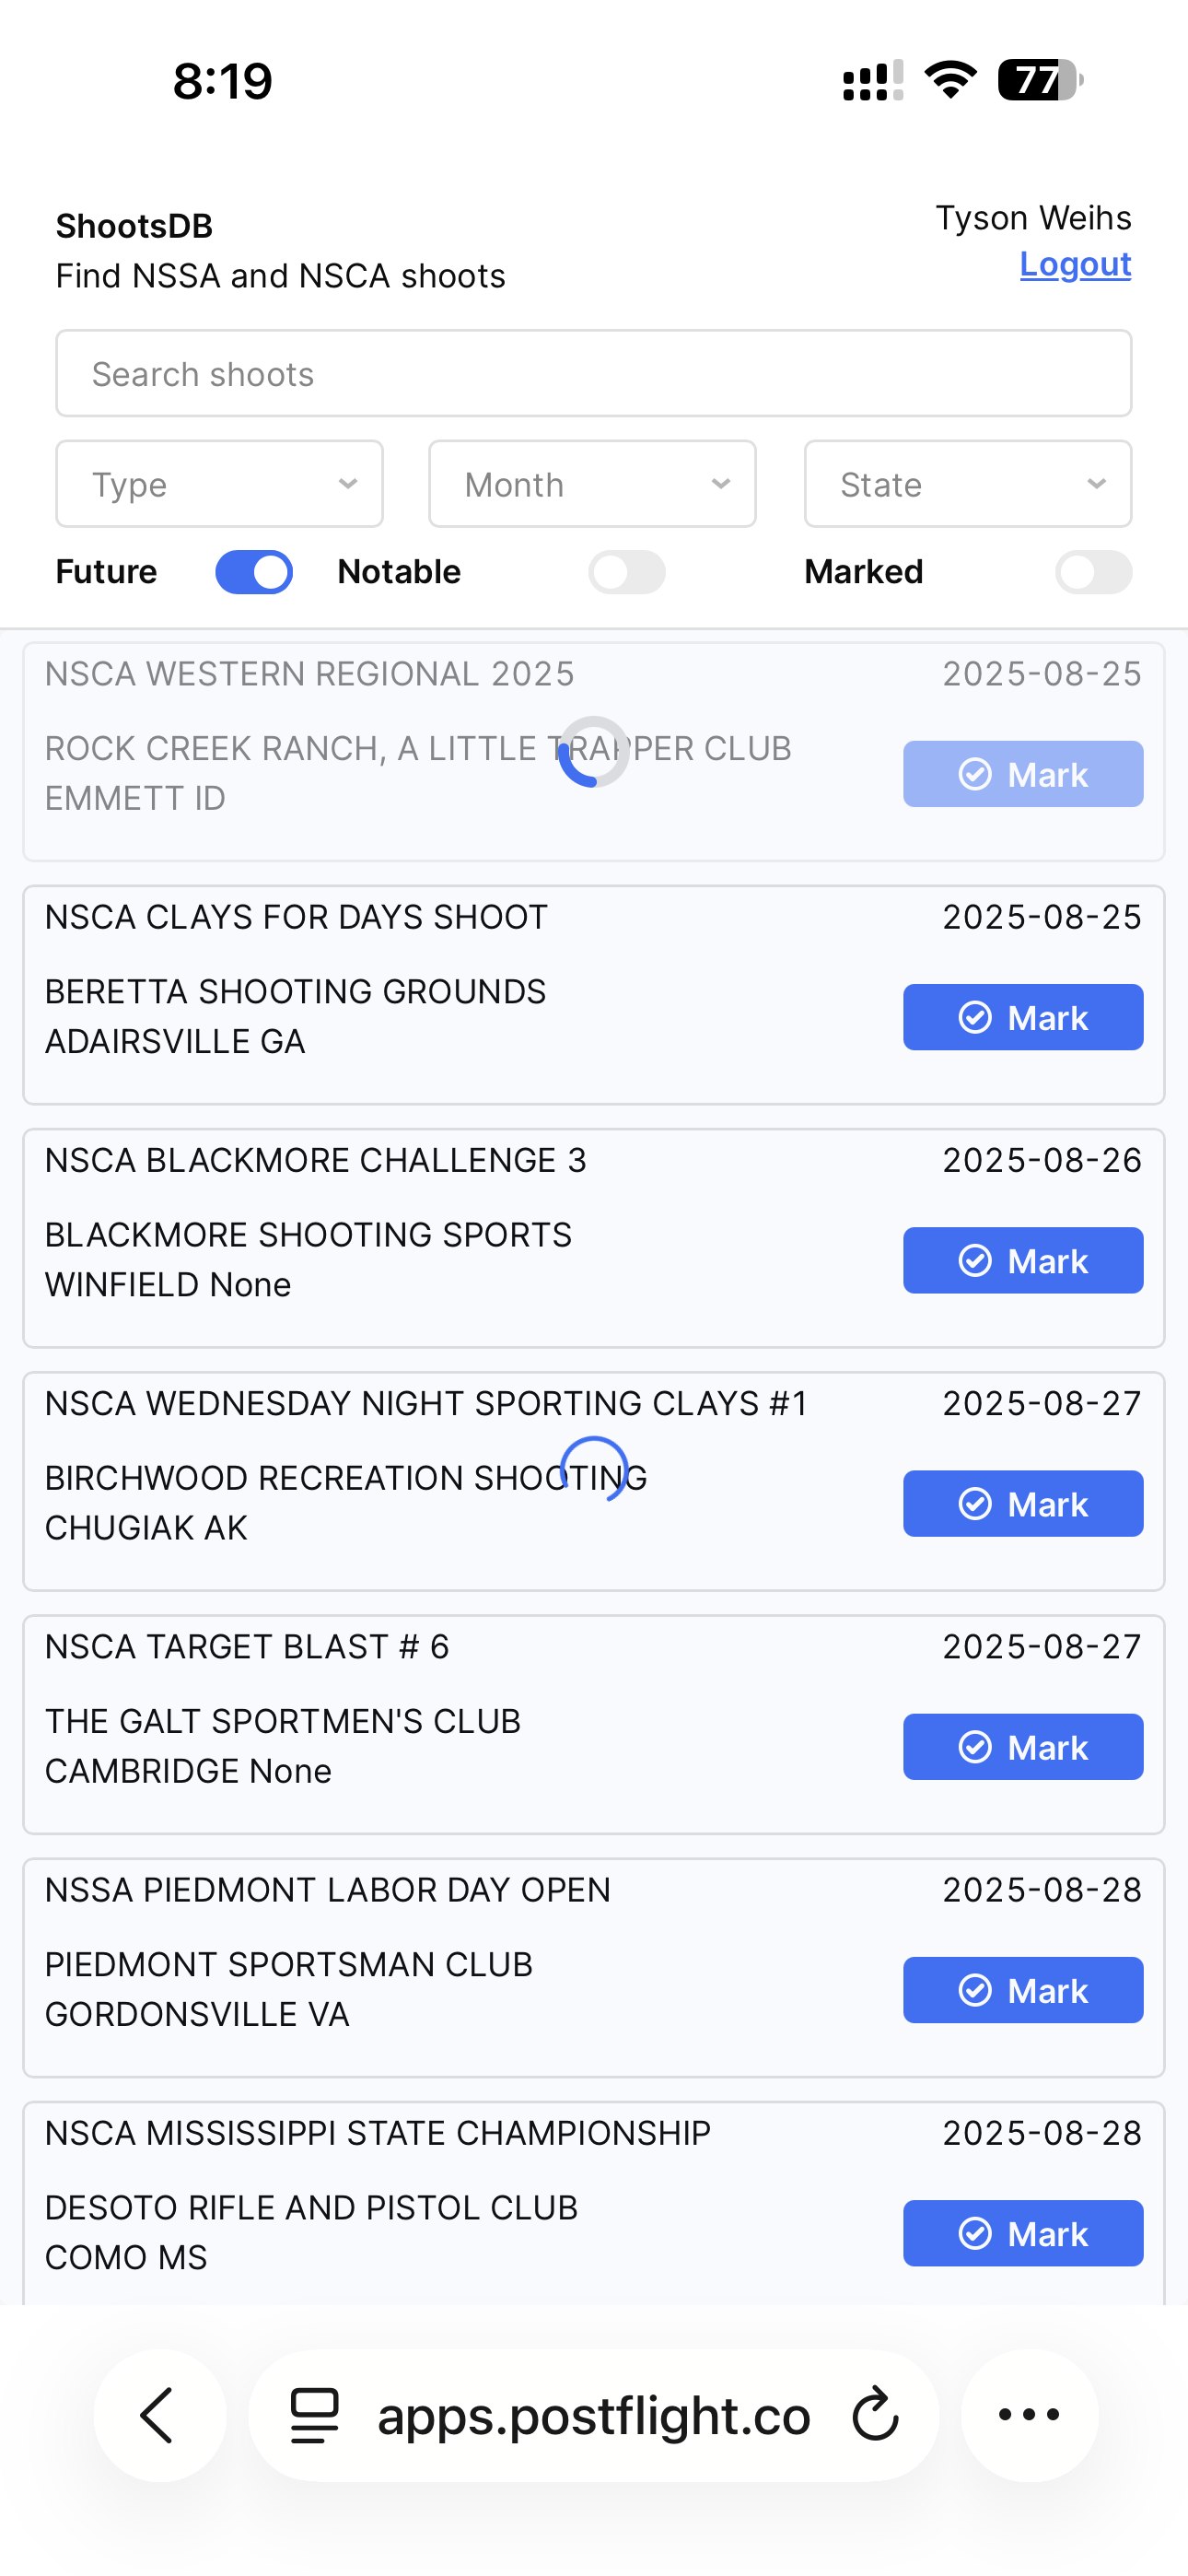 8:19
77
ShootsDB
Tyson Weihs
Find NSSA and NSCA shoots
Logout
Search shoots
Type
Month
State
Future
Notable
Marked
NSCA WESTERN REGIONAL 2025
2025-08-25
ROCK CREEK RANCH, A LITTLE TRAPPER CLUB
EMMETT ID
Mark
NSCA CLAYS FOR DAYS SHOOT
2025-08-25
BERETTA SHOOTING GROUNDS
ADAIRSVILLE GA
Mark
NSCA BLACKMORE CHALLENGE 3
2025-08-26
BLACKMORE SHOOTING SPORTS
WINFIELD None
Mark
NSCA WEDNESDAY NIGHT SPORTING CLAYS #1
2025-08-27
BIRCHWOOD RECREATION SHOOTING
CHUGIAK AK
Mark
NSCA TARGET BLAST # 6
2025-08-27
THE GALT SPORTMEN'S CLUB
CAMBRIDGE None
Mark
NSSA PIEDMONT LABOR DAY OPEN
2025-08-28
PIEDMONT SPORTSMAN CLUB
GORDONSVILLE VA
Mark
NSCA MISSISSIPPI STATE CHAMPIONSHIP
2025-08-28
DESOTO RIFLE AND PISTOL CLUB
COMO MS
Mark
apps.postflight.co